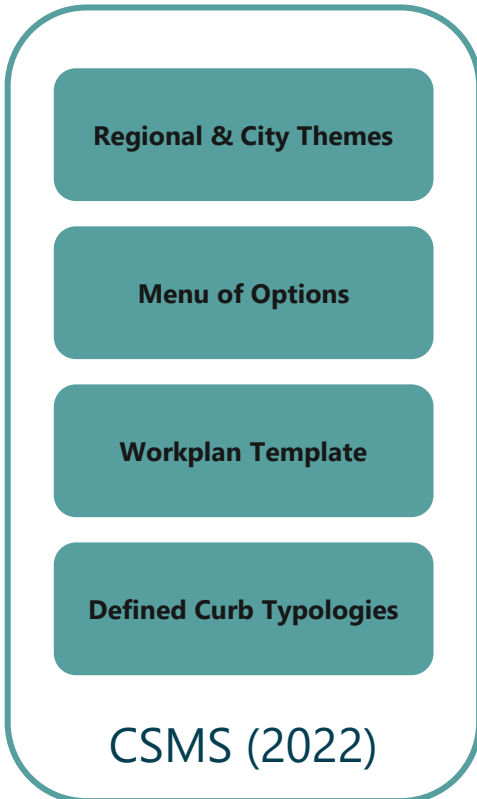 Regional & City Themes
Menu of Options
Workplan Template
Defined Curb Typologies
CSMS (2022)